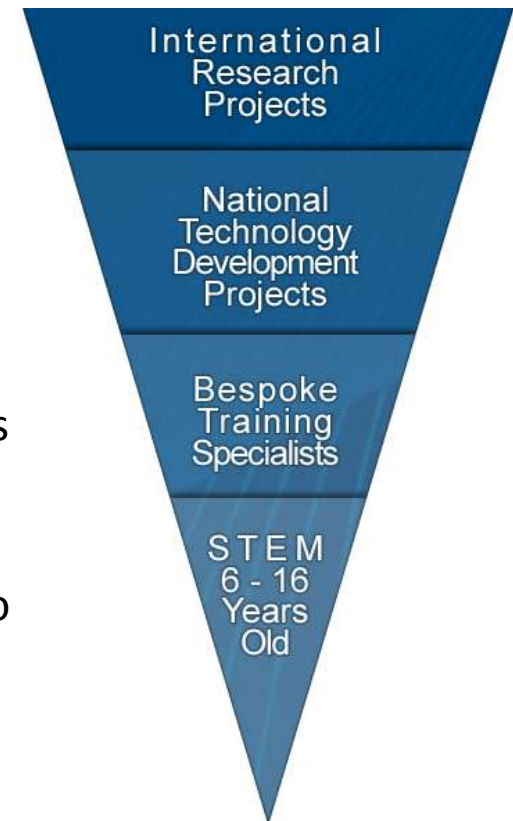 International
Research
Projects
National
Technology
Development
Projects
Bespoke
Training
Specialists
s
STEM
6 - 16
Years
Old